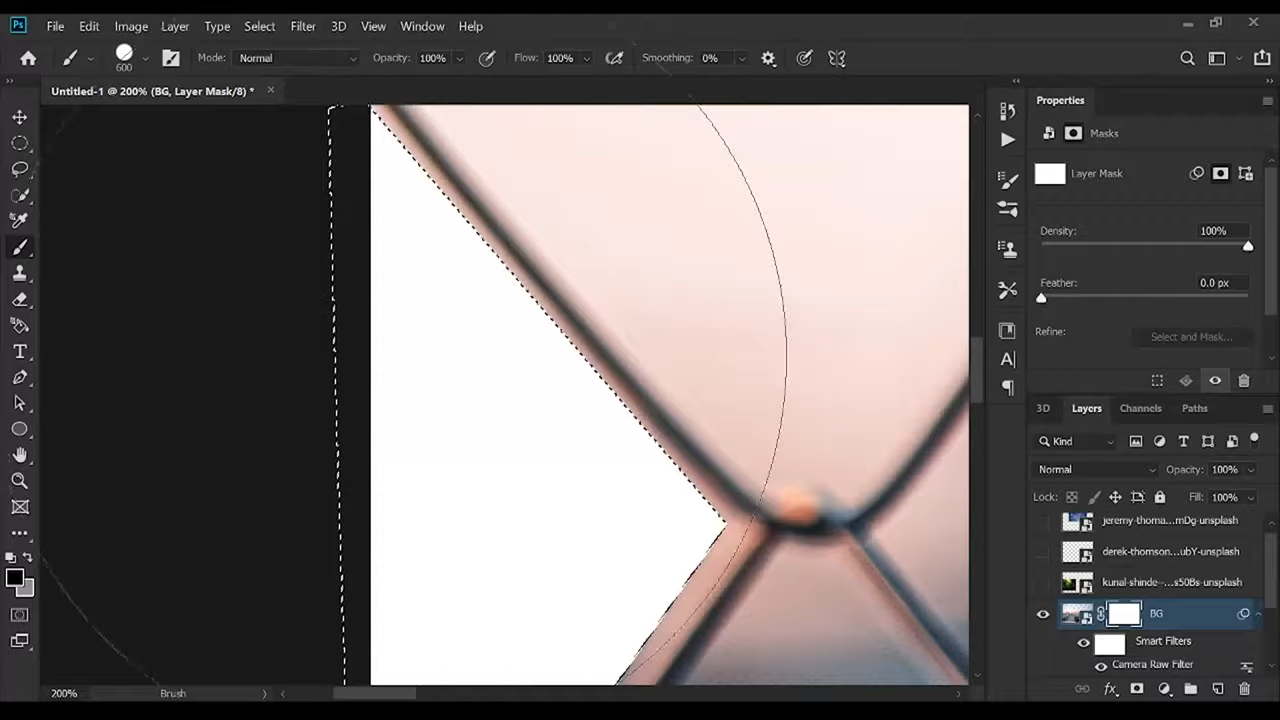 Ps File Edit Image Layer Type Select Filter 3D View Window Help
600 Mode: Normal Opacity: 100% Flow: 100% Smoothing: 0%
Untitled-1 @ 200% (BG, Layer Mask/8) *
Properties
Masks
Layer Mask
Density: 100%
Feather: 0.0 px
Refine: Select and Mask...
3D Layers Channels Paths
Kind
Normal Opacity: 100%
Lock: Fill: 100%
jeremy-thoma...mDg-unsplash
derek-thomson...ubY-unsplash
kunal-shinde--...s50Bs-unsplash
BG
Smart Filters
Camera Raw Filter
200% Brush